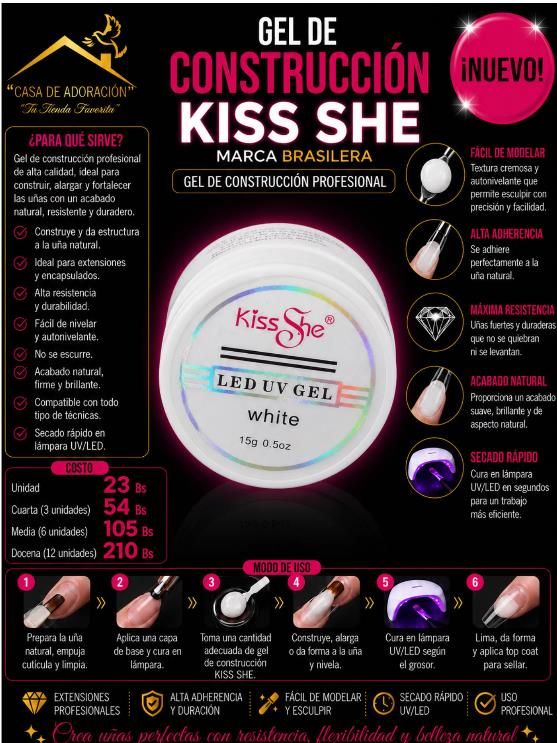 "CASA DE ADORACIÓN"
"Tu Tienda Favorita"
GEL DE
CONSTRUCCIÓN
KISS SHE
MARCA BRASILERA
GEL DE CONSTRUCCIÓN PROFESIONAL
¡NUEVO!
¿PARA QUÉ SIRVE?
Gel de construcción profesional
de alta calidad, ideal para
construir, alargar y fortalecer
las uñas con un acabado
natural, resistente y duradero.
Construye y da estructura
a la uña natural.
Ideal para extensiones
y encapsulados.
Alta resistencia
y durabilidad.
Fácil de nivelar
y autonivelante.
No se escurre.
Acabado natural,
firme y brillante.
Compatible con todo
tipo de técnicas.
Secado rápido en
lámpara UV/LED.
Kiss She®
LED UV GEL
white
15g 0.5oz
FÁCIL DE MODELAR
Textura cremosa y
autonivelante que
permite esculpir con
precisión y facilidad.
ALTA ADHERENCIA
Se adhiere
perfectamente a la
uña natural.
MÁXIMA RESISTENCIA
Uñas fuertes y duraderas
que no se quiebran
ni se levantan.
ACABADO NATURAL
Proporciona un acabado
suave, brillante y de
aspecto natural.
SECADO RÁPIDO
Cura en lámpara
UV/LED en segundos
para un trabajo
más eficiente.
COSTO
Unidad 23 Bs
Cuarta (3 unidades) 54 Bs
Media (6 unidades) 105 Bs
Docena (12 unidades) 210 Bs
MODO DE USO
1
Prepara la uña
natural, empuja
cutícula y limpia.
2
Aplica una capa
de base y cura en
lámpara.
3
Toma una cantidad
adecuada de gel
de construcción
KISS SHE.
4
Construye, alarga
o da forma a la uña
y nivela.
5
Cura en lámpara
UV/LED según
el grosor.
6
Lima, da forma
y aplica top coat
para sellar.
EXTENSIONES
PROFESIONALES
ALTA ADHERENCIA
Y DURACIÓN
FÁCIL DE MODELAR
Y ESCULPIR
SECADO RÁPIDO
UV/LED
USO
PROFESIONAL
Crea uñas perfectas con resistencia, flexibilidad y belleza natural